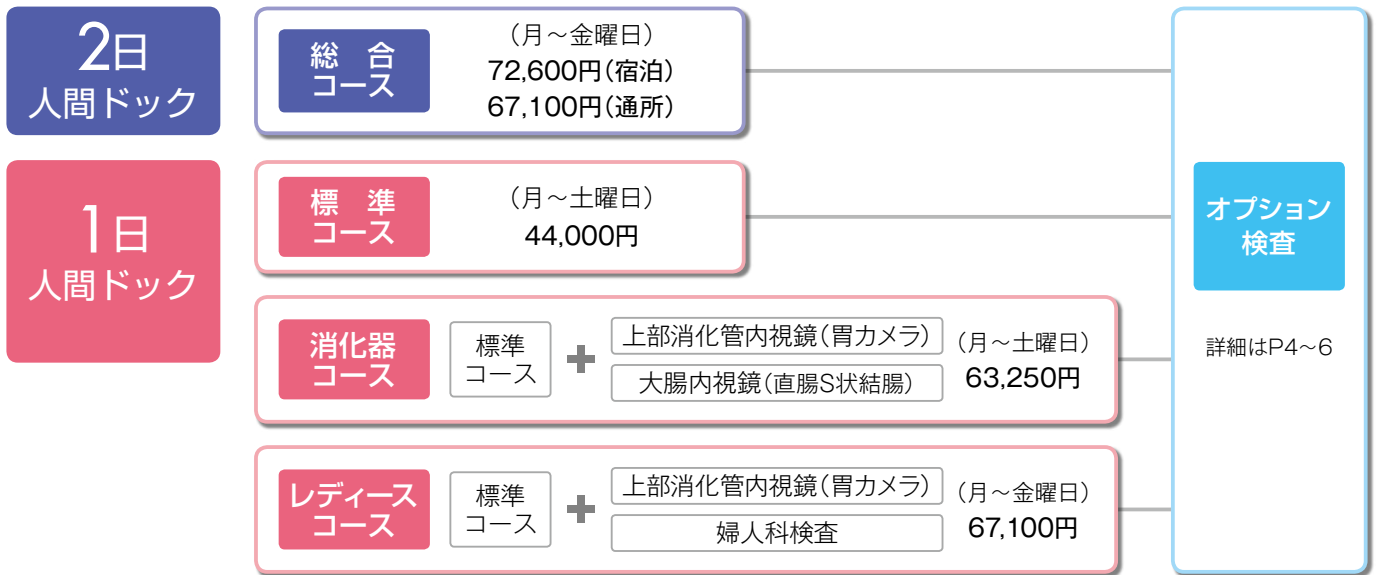 2日
人間ドック
総合
コース
（月～金曜日）
72,600円（宿泊）
67,100円（通所）
1日
人間ドック
標準
コース
（月～土曜日）
44,000円
消化器
コース
標準
コース
＋
上部消化管内視鏡（胃カメラ）
大腸内視鏡（直腸S状結腸）
（月～土曜日）
63,250円
レディース
コース
標準
コース
＋
上部消化管内視鏡（胃カメラ）
婦人科検査
（月～金曜日）
67,100円
オプション
検査
詳細はP4～6